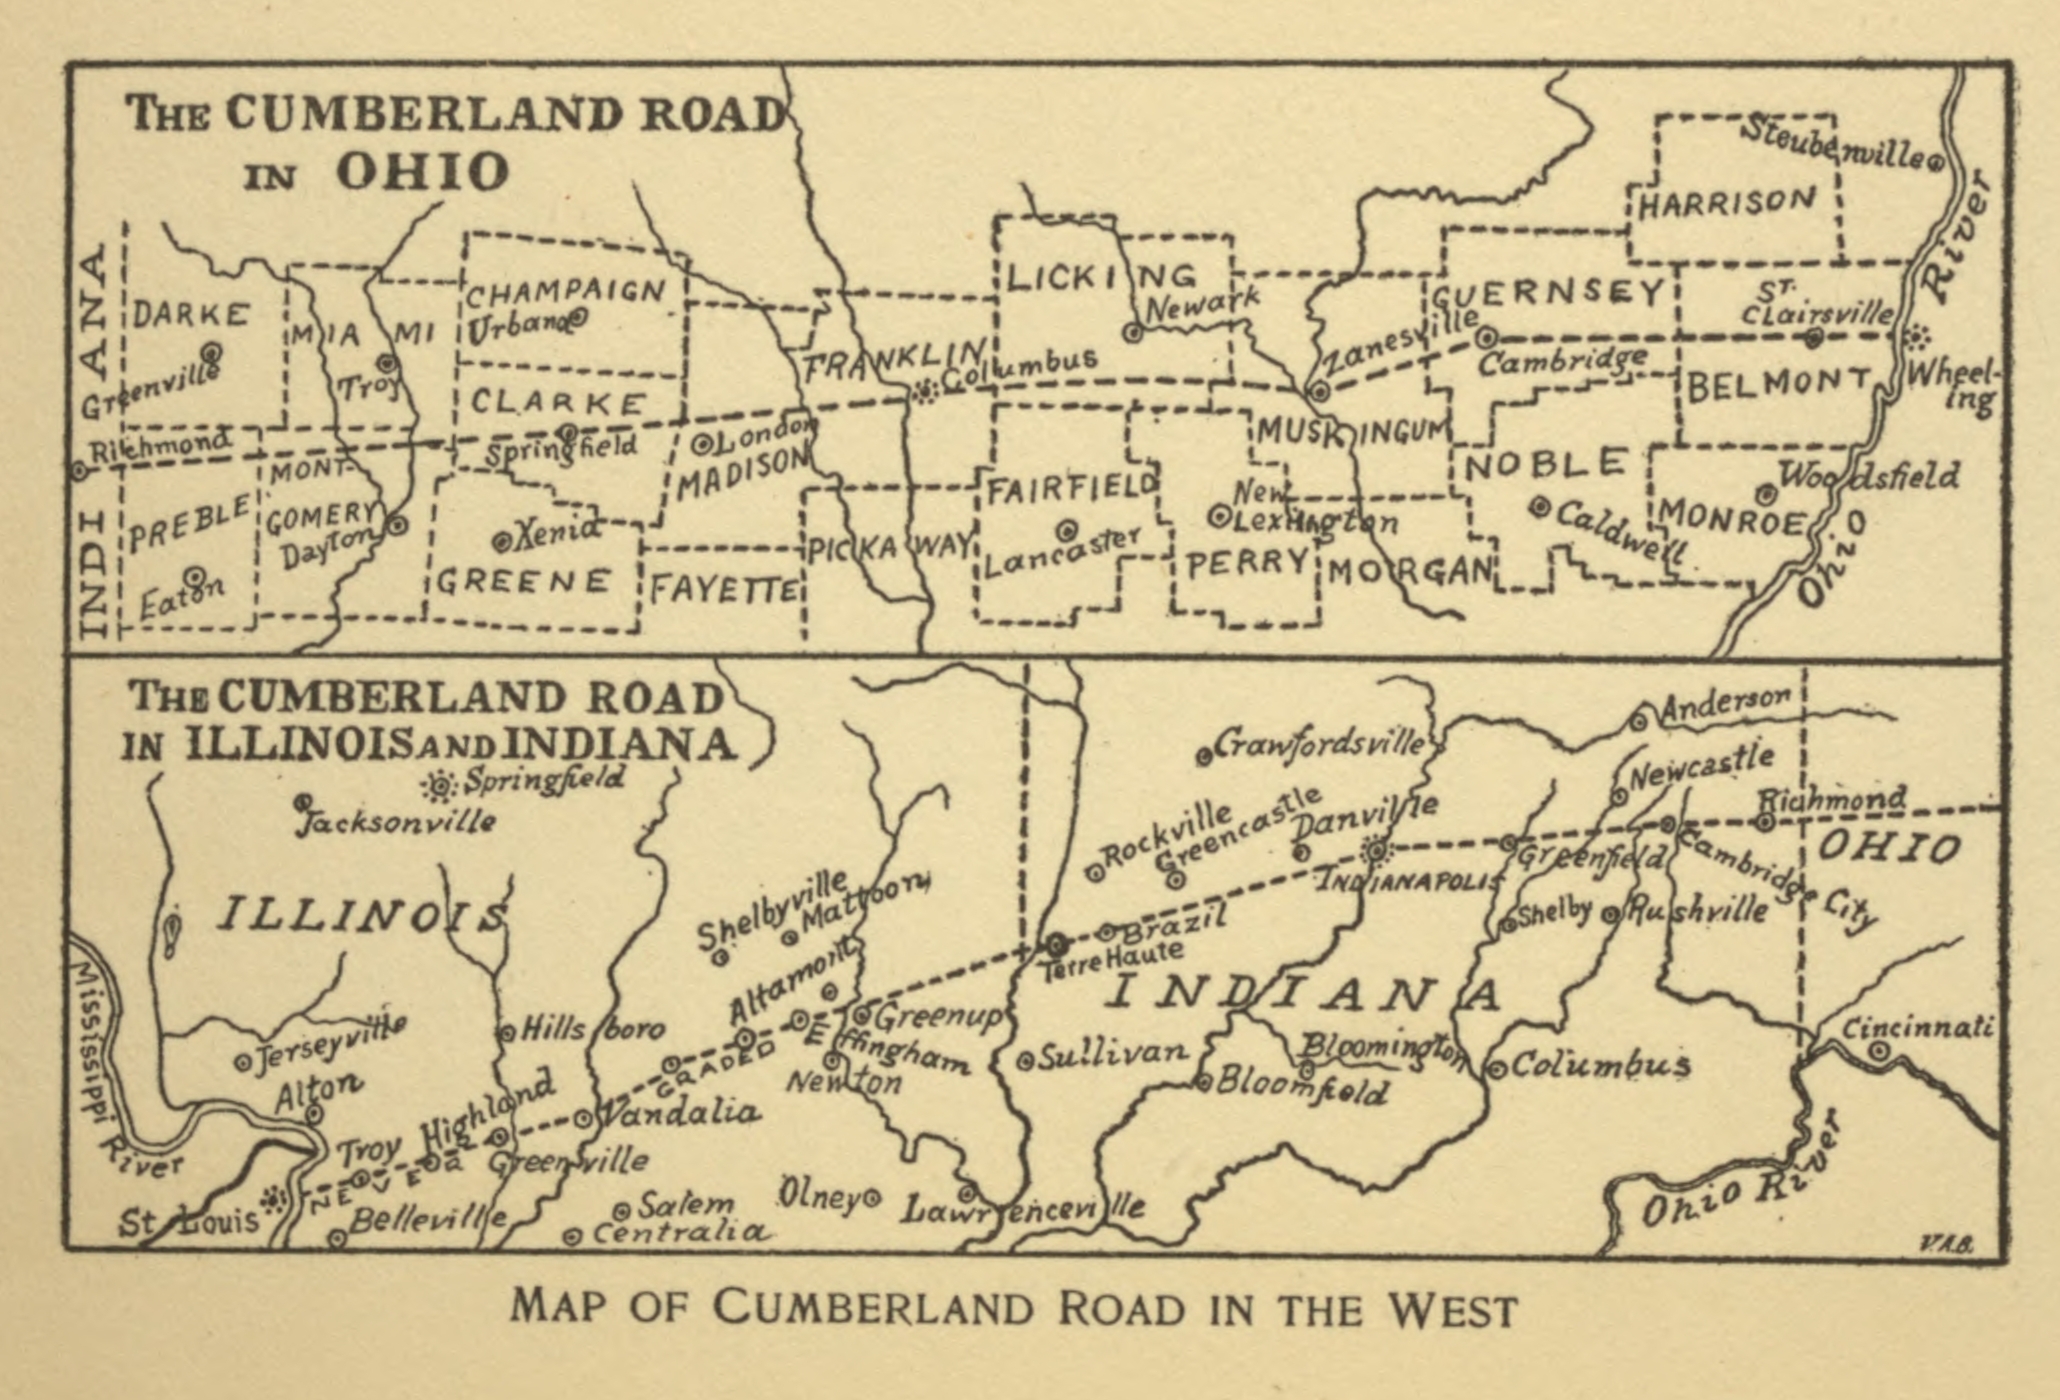 THE CUMBERLAND ROAD
IN OHIO
INDIANA
DARKE
Greenville
MIAMI
Troy
CHAMPAIGN
Urbana
CLARKE
Springfield
FRANKLIN
Columbus
LICKING
Newark
Zanesville
GUERNSEY
Cambridge
HARRISON
Steubenville
ST.
CLairsville
BELMONT
Wheel-
ing
River
Ohio
Richmond
PREBLE
Eaton
MONT-
GOMERY
Dayton
Xenia
GREENE
London
MADISON
FAYETTE
PICKAWAY
FAIRFIELD
Lancaster
New
Lexington
PERRY
MUSKINGUM
MORGAN
NOBLE
Caldwell
MONROE
Woodsfield
THE CUMBERLAND ROAD
IN ILLINOIS AND INDIANA
Springfield
Jacksonville
ILLINOIS
Mississippi River
Jerseyville
Alton
Hillsboro
Troy
Highland
Greenville
Vandalia
NEVER GRADED
St. Louis
Belleville
Salem
Centralia
Shelbyville
Mattoon
Altamont
Effingham
Greenup
Newton
Olney
Lawrenceville
Crawfordsville
Rockville
Greencastle
Danville
INDIANAPOLIS
Brazil
Terre Haute
INDIANA
Sullivan
Bloomington
Bloomfield
Columbus
Anderson
Newcastle
Richmond
Greenfield
Cambridge City
Shelby
Rushville
OHIO
Cincinnati
Ohio River
V.A.B.
MAP OF CUMBERLAND ROAD IN THE WEST